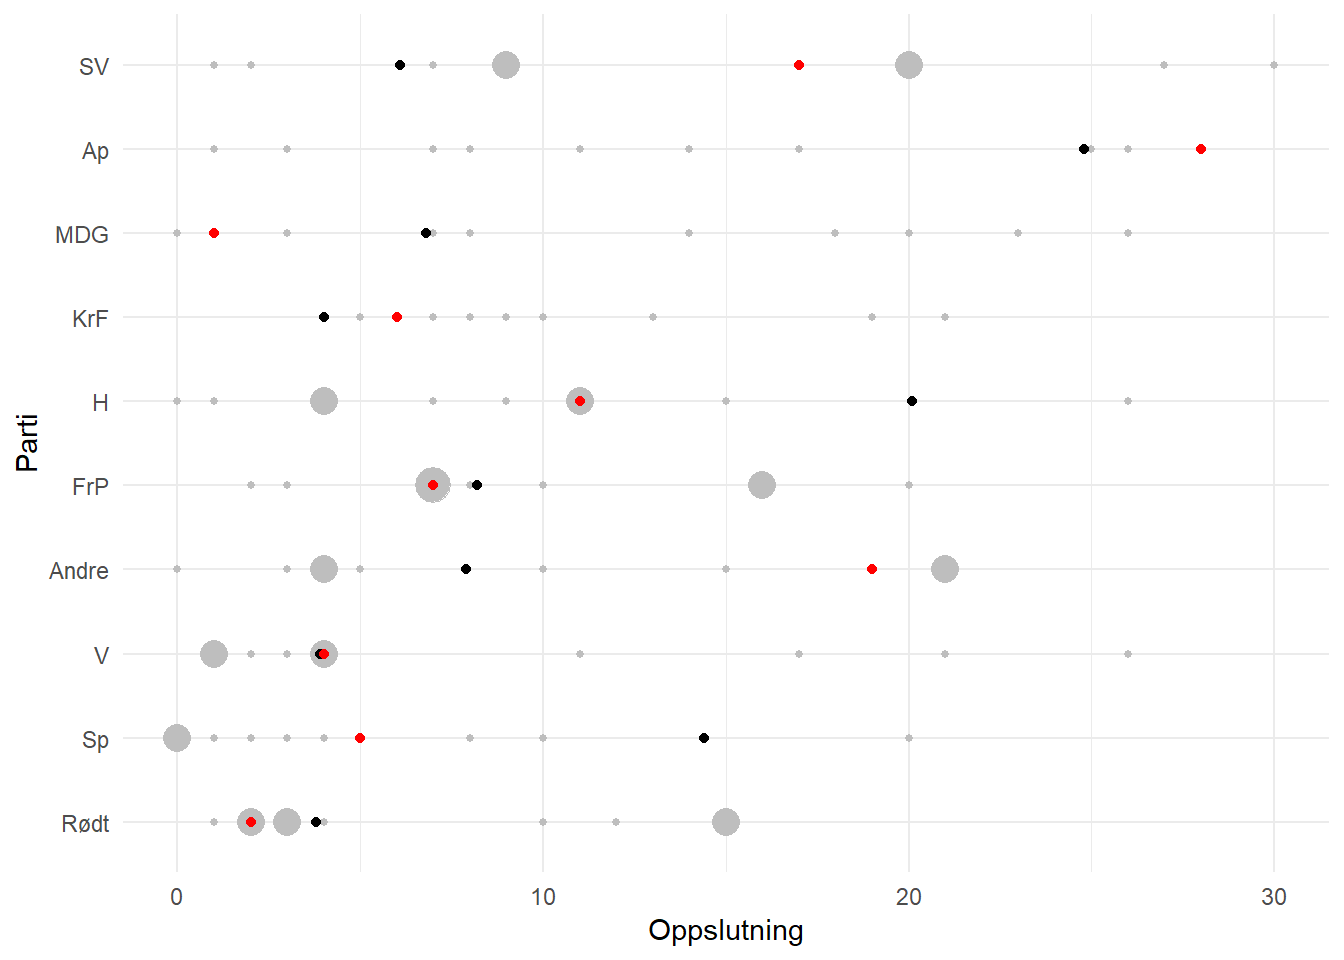 SV
Ap
MDG
KrF
H
FrP
Andre
V
Sp
Rødt
Parti
0 10 20 30
Oppslutning